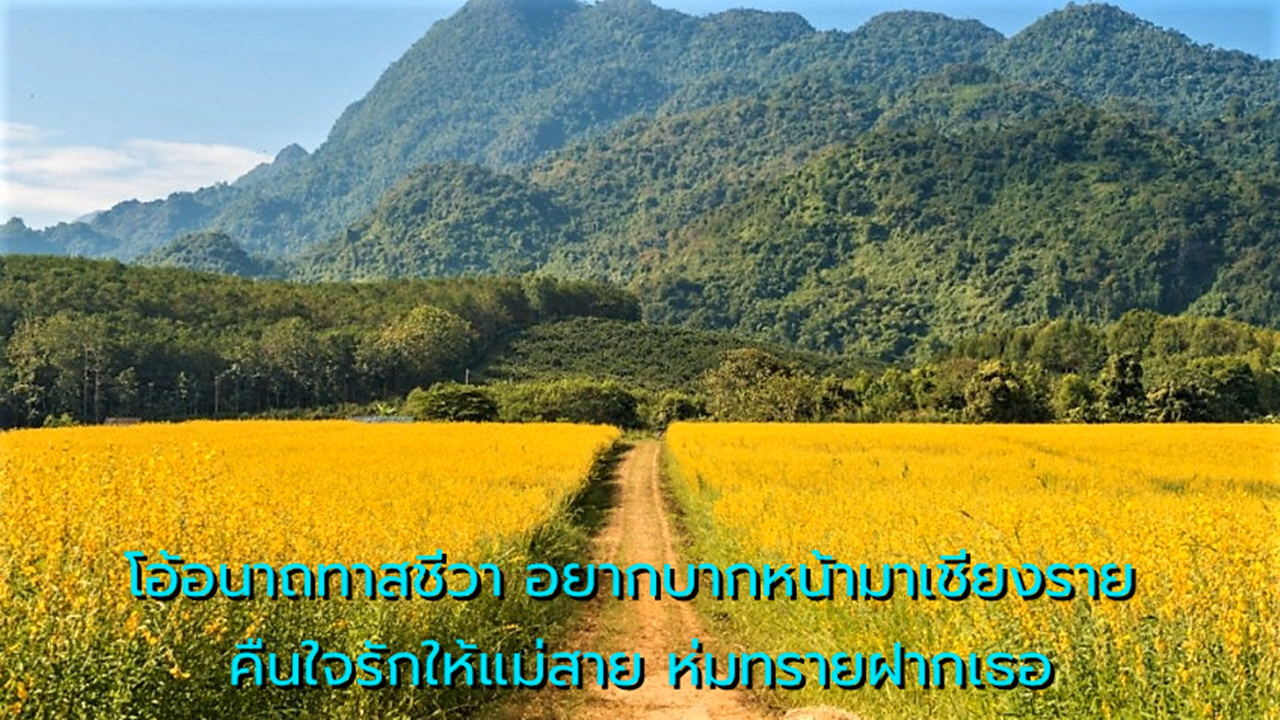 โอ้อนาถทาสชีวา อยากบากหน้ามาเชียงราย
คืนใจรักให้แม่สาย ห่มทรายฝากเธอ